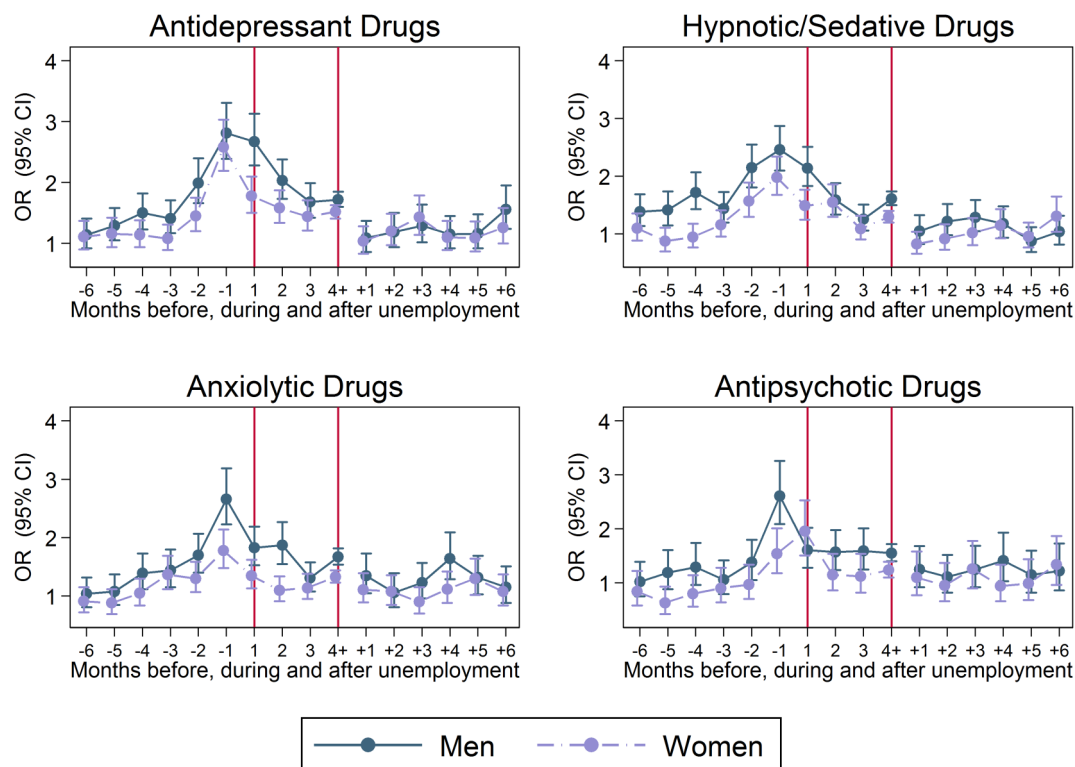 Antidepressant Drugs
4
3
2
1
OR (95% CI)
-6 -5 -4 -3 -2 -1 1 2 3 4+ +1 +2 +3 +4 +5 +6
Months before, during and after unemployment
Hypnotic/Sedative Drugs
4
3
2
1
OR (95% CI)
-6 -5 -4 -3 -2 -1 1 2 3 4+ +1 +2 +3 +4 +5 +6
Months before, during and after unemployment
Anxiolytic Drugs
4
3
2
1
OR (95% CI)
-6 -5 -4 -3 -2 -1 1 2 3 4+ +1 +2 +3 +4 +5 +6
Months before, during and after unemployment
Antipsychotic Drugs
4
3
2
1
OR (95% CI)
-6 -5 -4 -3 -2 -1 1 2 3 4+ +1 +2 +3 +4 +5 +6
Months before, during and after unemployment
Men Women